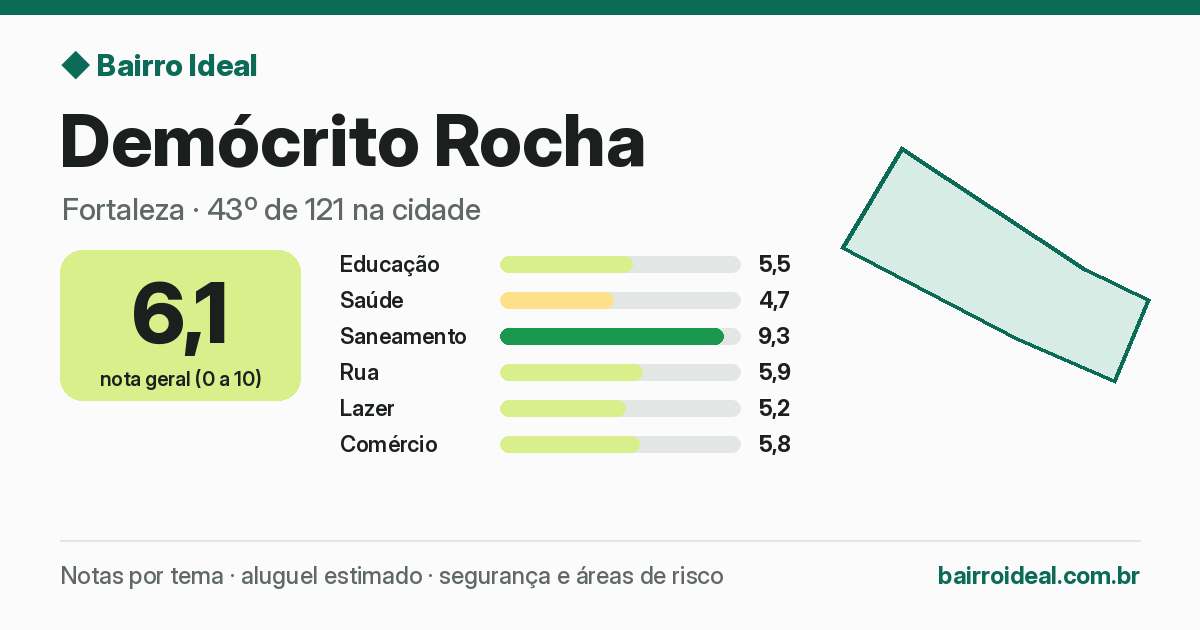 Bairro Ideal
Demócrito Rocha
Fortaleza · 43º de 121 na cidade
6,1
nota geral (0 a 10)
Educação 5,5
Saúde 4,7
Saneamento 9,3
Rua 5,9
Lazer 5,2
Comércio 5,8
Notas por tema · aluguel estimado · segurança e áreas de risco
bairroideal.com.br